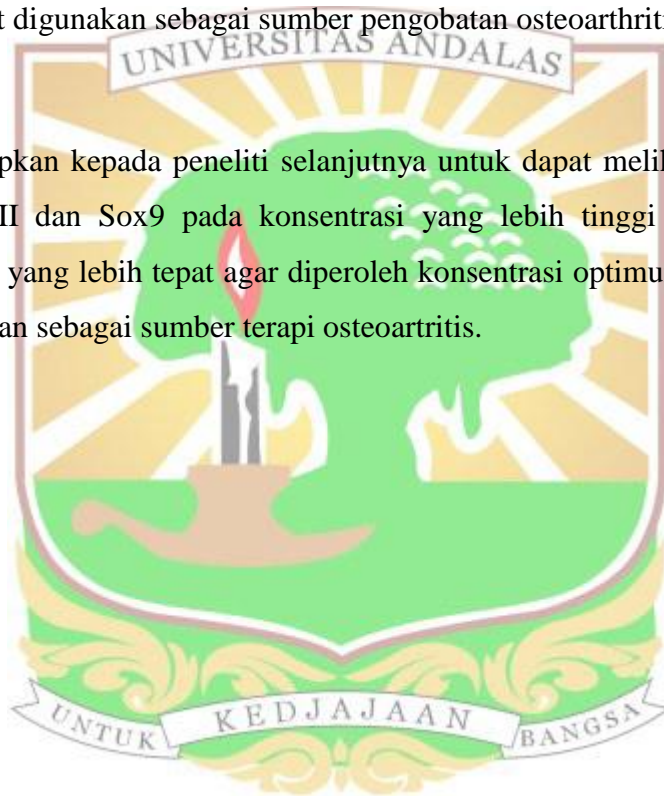 t digunakan sebagai sumber pengobatan osteoarthriti
UNIVERSITAS ANDALAS
pkan kepada peneliti selanjutnya untuk dapat melih
II dan Sox9 pada konsentrasi yang lebih tinggi
yang lebih tepat agar diperoleh konsentrasi optimu
an sebagai sumber terapi osteoartritis.
UNTUK KEDJAJAAN BANGSA